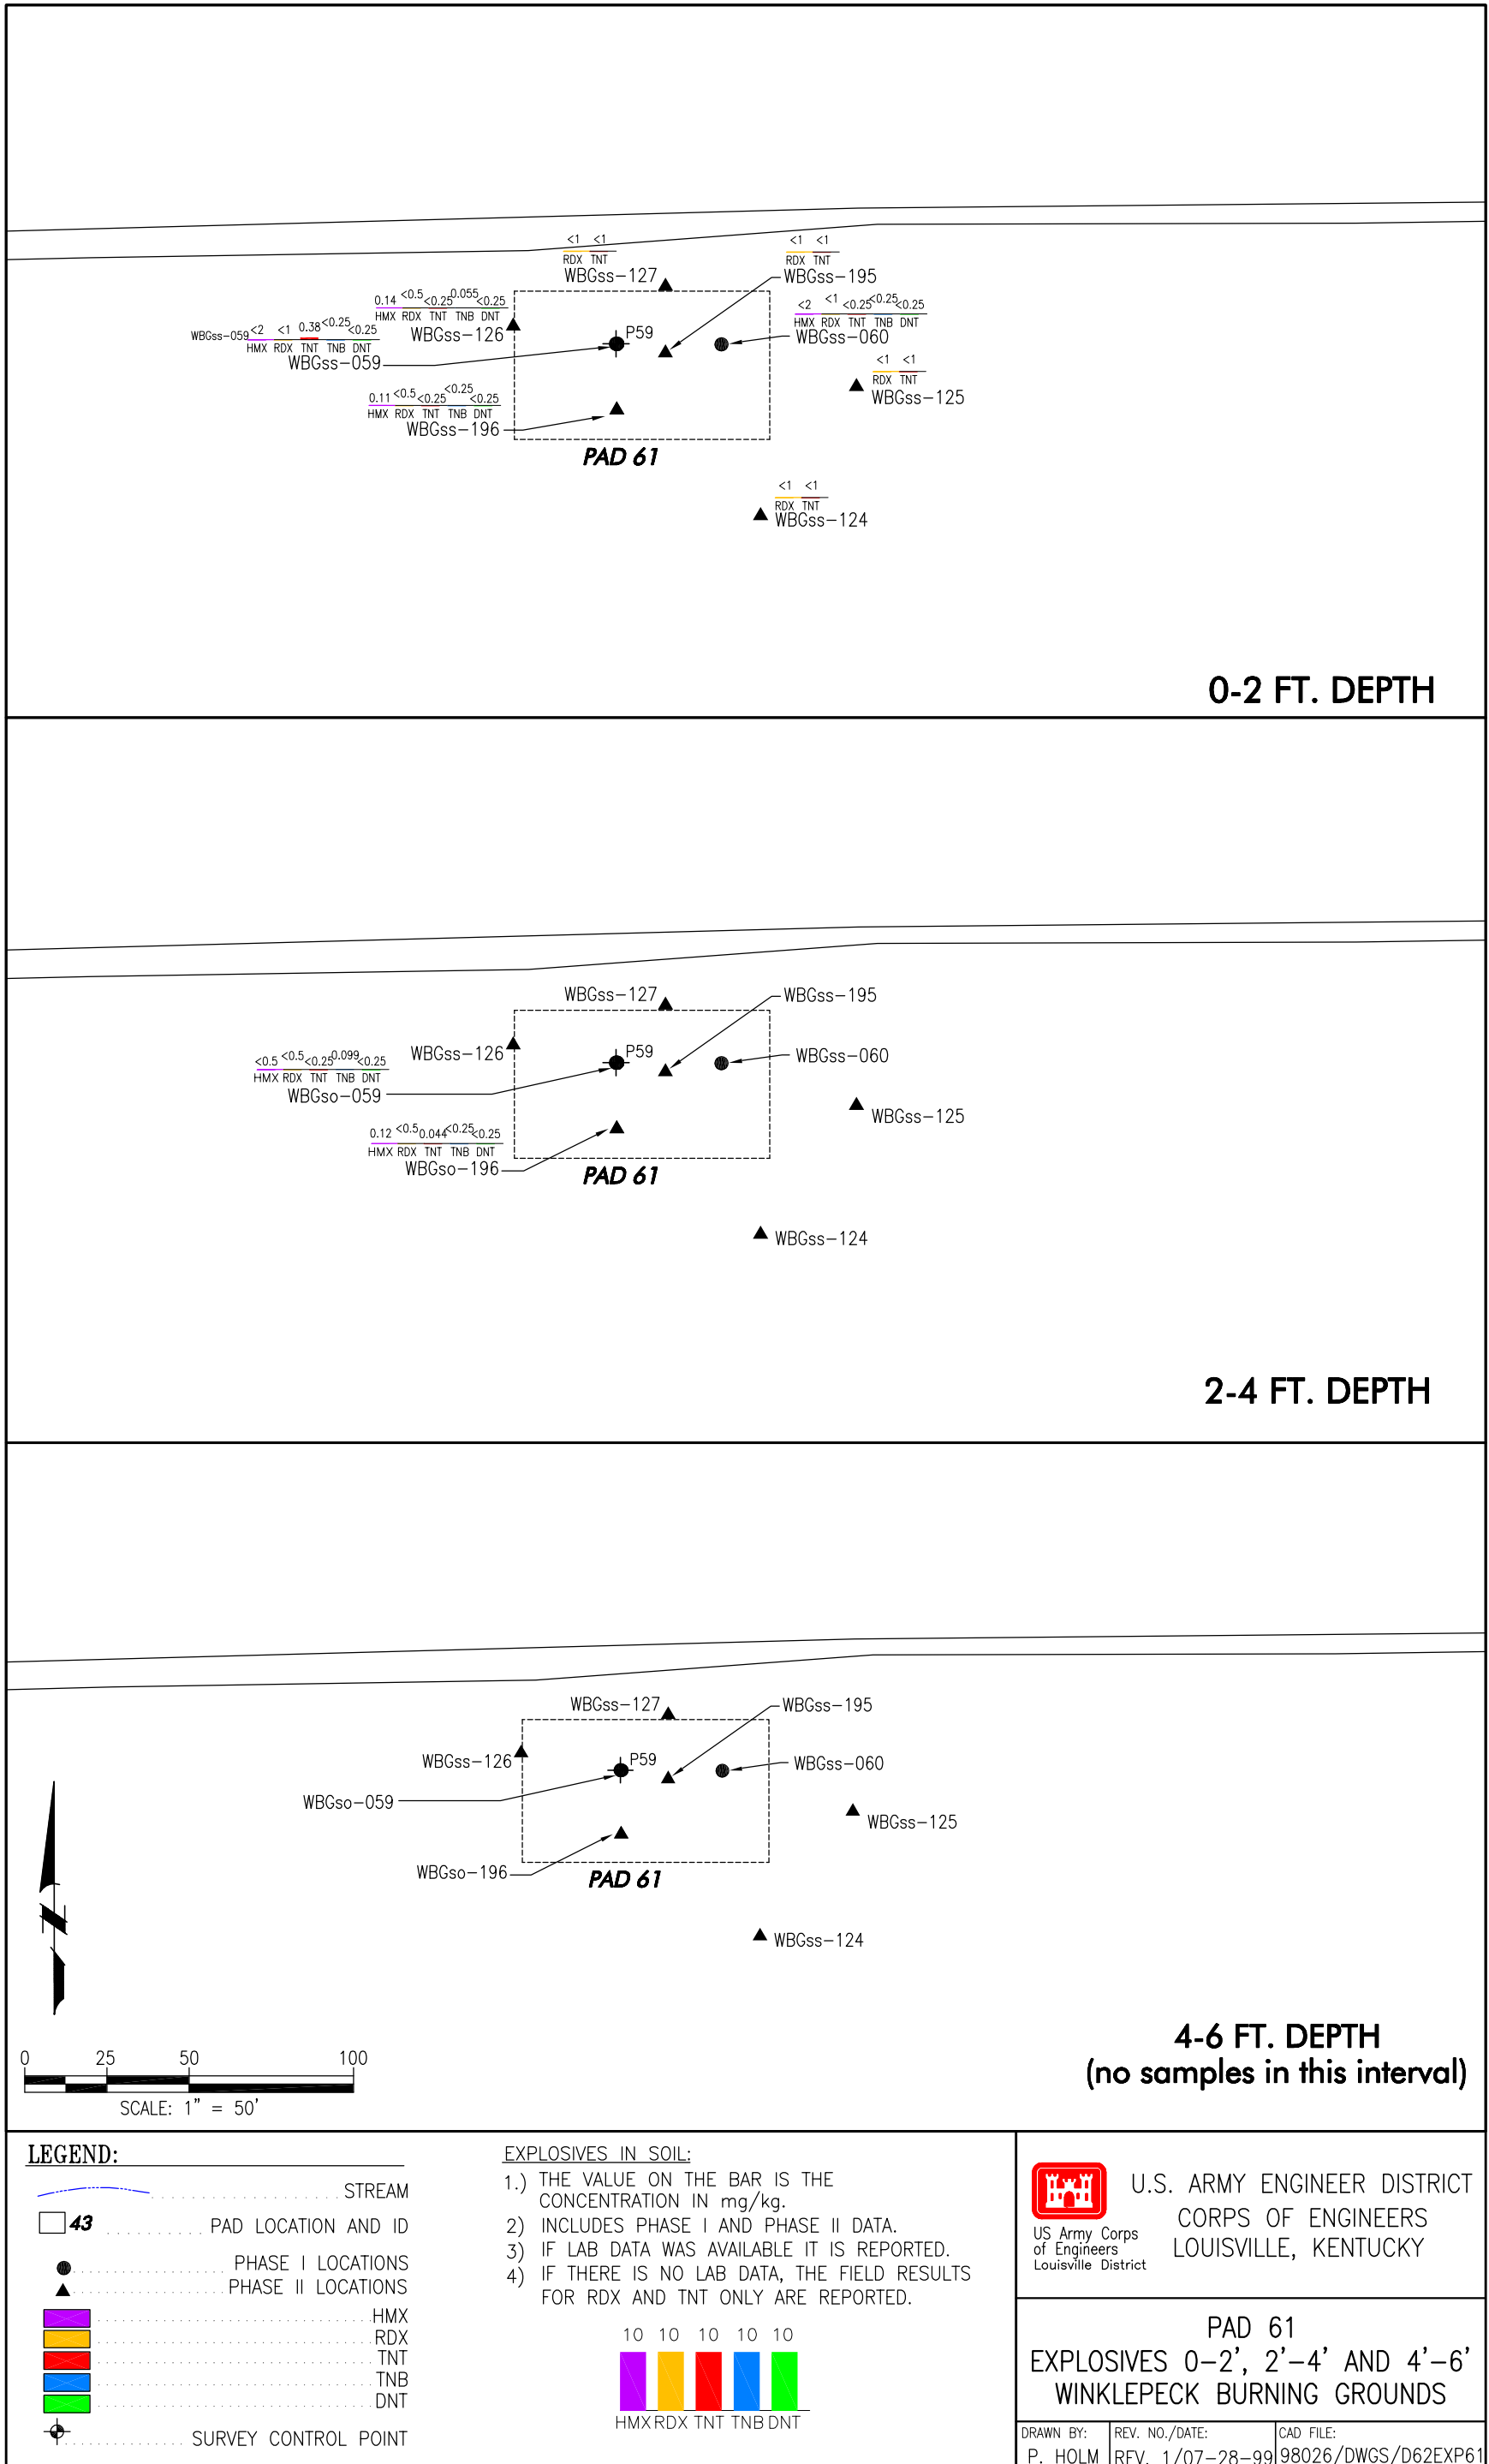 <1 <1
RDX TNT
WBGss-127
<1 <1
RDX TNT
WBGss-195
0.14 <0.5 <0.25 0.055 <0.25
HMX RDX TNT TNB DNT
WBGss-126
<2 <1 <0.25 <0.25 <0.25
HMX RDX TNT TNB DNT
WBGss-060
WBGss-059 <2 <1 0.38 <0.25 <0.25
HMX RDX TNT TNB DNT
WBGss-059
P59
<1 <1
RDX TNT
WBGss-125
0.11 <0.5 <0.25 <0.25 <0.25
HMX RDX TNT TNB DNT
WBGss-196
PAD 61
<1 <1
RDX TNT
WBGss-124
0-2 FT. DEPTH
WBGss-127
WBGss-195
WBGss-126
P59
WBGss-060
<0.5 <0.5 <0.25 0.099 <0.25
HMX RDX TNT TNB DNT
WBGso-059
WBGss-125
0.12 <0.5 0.044 <0.25 <0.25
HMX RDX TNT TNB DNT
WBGso-196
PAD 61
WBGss-124
2-4 FT. DEPTH
WBGss-127
WBGss-195
WBGss-126
P59
WBGss-060
WBGso-059
WBGss-125
WBGso-196
PAD 61
WBGss-124
N
4-6 FT. DEPTH
(no samples in this interval)
0 25 50 100
SCALE: 1" = 50'
LEGEND:
STREAM
43 PAD LOCATION AND ID
PHASE I LOCATIONS
PHASE II LOCATIONS
HMX
RDX
TNT
TNB
DNT
SURVEY CONTROL POINT
EXPLOSIVES IN SOIL:
1.) THE VALUE ON THE BAR IS THE
CONCENTRATION IN mg/kg.
2) INCLUDES PHASE I AND PHASE II DATA.
3) IF LAB DATA WAS AVAILABLE IT IS REPORTED.
4) IF THERE IS NO LAB DATA, THE FIELD RESULTS
FOR RDX AND TNT ONLY ARE REPORTED.
10 10 10 10 10
HMX RDX TNT TNB DNT
US Army Corps
of Engineers
Louisville District
U.S. ARMY ENGINEER DISTRICT
CORPS OF ENGINEERS
LOUISVILLE, KENTUCKY
PAD 61
EXPLOSIVES 0-2', 2'-4' AND 4'-6'
WINKLEPECK BURNING GROUNDS
DRAWN BY:
P. HOLM
REV. NO./DATE:
REV. 1/07-28-99
CAD FILE:
98026/DWGS/D62EXP61